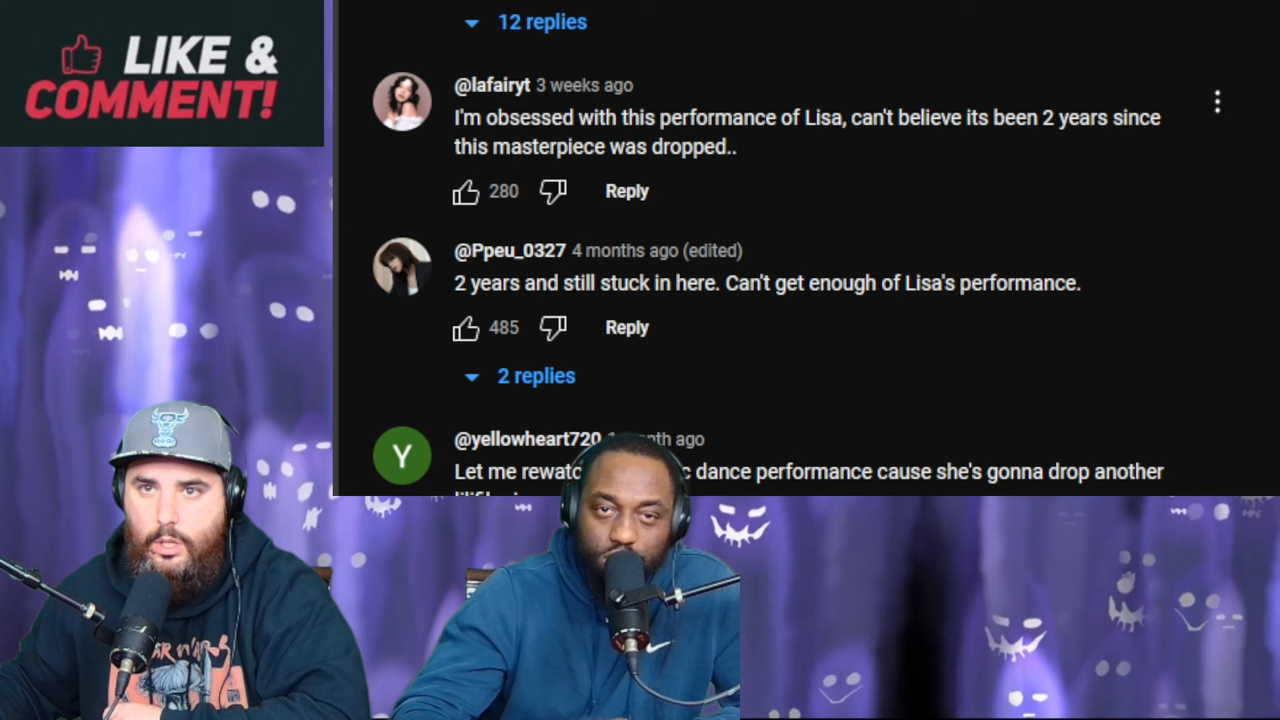 LIKE &
COMMENT!
12 replies
@lafairyt 3 weeks ago
I'm obsessed with this performance of Lisa, can't believe its been 2 years since
this masterpiece was dropped..
280 Reply
@Ppeu_0327 4 months ago (edited)
2 years and still stuck in here. Can't get enough of Lisa's performance.
485 Reply
2 replies
Y
@yellowheart720 ago
Let me dance performance cause she's gonna drop another